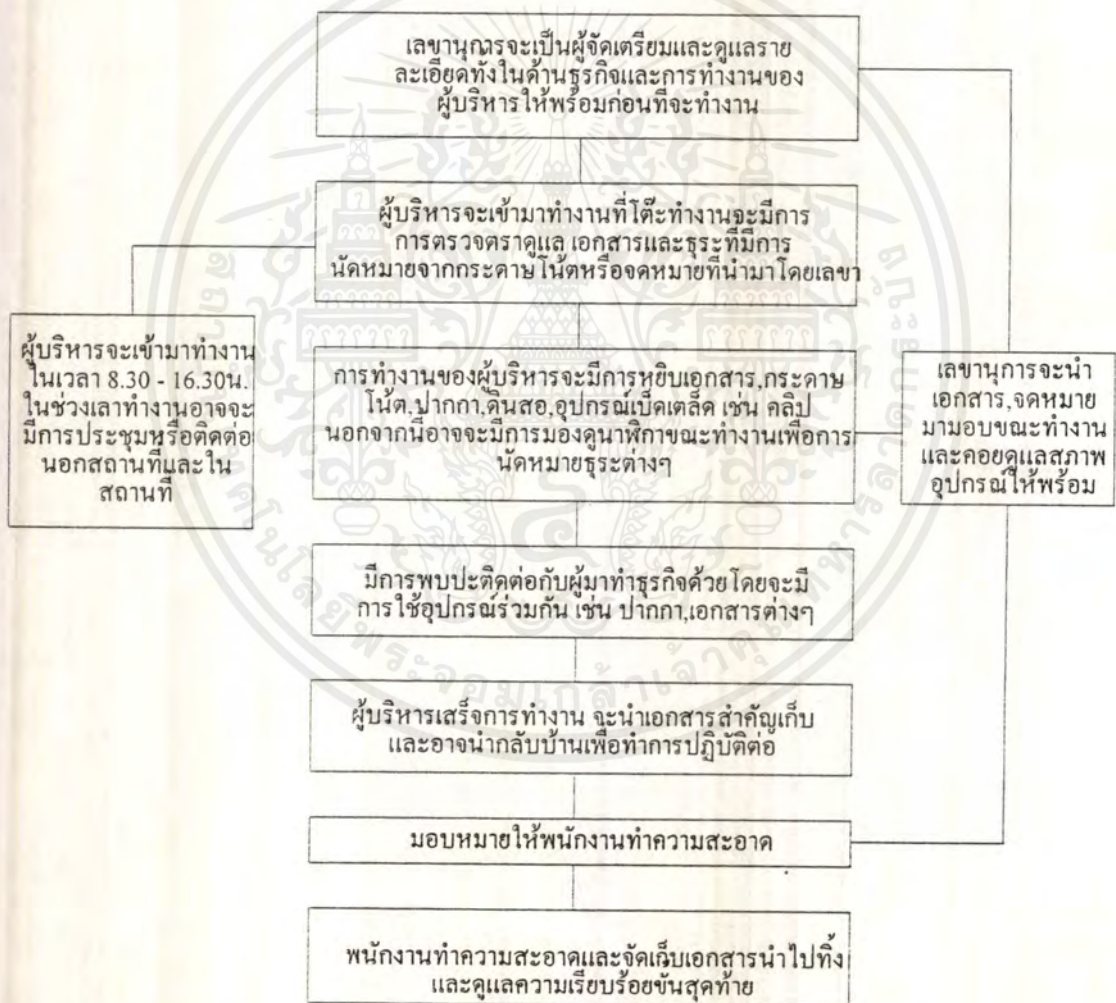 เลขานุการจะเป็นผู้จัดเตรียมและดูแลราย
ละเอียดทั้งในด้านธุรกิจและการทำงานของ
ผู้บริหารให้พร้อมก่อนที่จะทำงาน
ผู้บริหารจะเข้ามาทำงานที่โต๊ะทำงานจะมีการ
การตรวจตราดูแล เอกสารและธุระที่มีการ
นัดหมายจากกระดาษโน้ตหรือจดหมายที่นำมาโดยเลขา
ผู้บริหารจะเข้ามาทำงาน
ในเวลา 8.30 - 16.30น.
ในช่วงเลาทำงานอาจจะ
มีการประชุมหรือติดต่อ
นอกสถานที่และใน
สถานที่
การทำงานของผู้บริหารจะมีการหยิบเอกสาร,กระดาษ
โน้ต,ปากกา,ดินสอ,อุปกรณ์เบ็ดเตล็ด เช่น คลิป
นอกจากนี้อาจจะมีการมองดูนาฬิกาขณะทำงานเพื่อการ
นัดหมายธุระต่างๆ
เลขานุการจะนำ
เอกสาร,จดหมาย
มามอบขณะทำงาน
และคอยดูแลสภาพ
อุปกรณ์ให้พร้อม
มีการพบปะติดต่อกับผู้มาทำธุรกิจด้วยโดยจะมี
การใช้อุปกรณ์ร่วมกัน เช่น ปากกา,เอกสารต่างๆ
ผู้บริหารเสร็จการทำงาน จะนำเอกสารสำคัญเก็บ
และอาจนำกลับบ้านเพื่อทำการปฏิบัติต่อ
มอบหมายให้พนักงานทำความสะอาด
พนักงานทำความสะอาดและจัดเก็บเอกสารนำไปทิ้ง
และดูแลความเรียบร้อยขั้นสุดท้าย